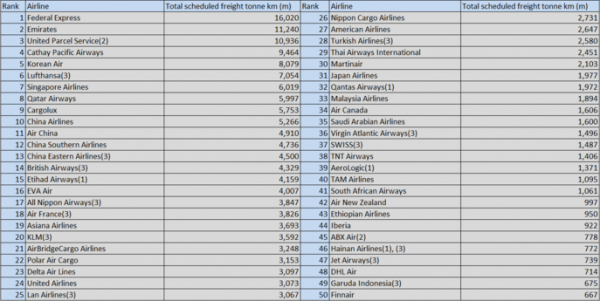 Rank Airline Total scheduled freight tonne km (m)
1 Federal Express 16,020
2 Emirates 11,240
3 United Parcel Service(2) 10,936
4 Cathay Pacific Airways 9,464
5 Korean Air 8,079
6 Lufthansa(3) 7,054
7 Singapore Airlines 6,019
8 Qatar Airways 5,997
9 Cargolux 5,753
10 China Airlines 5,266
11 Air China 4,910
12 China Southern Airlines 4,736
13 China Eastern Airlines(3) 4,500
14 British Airways(3) 4,329
15 Etihad Airways(1) 4,159
16 EVA Air 4,007
17 All Nippon Airways(3) 3,847
18 Air France(3) 3,826
19 Asiana Airlines 3,693
20 KLM(3) 3,592
21 AirBridgeCargo Airlines 3,248
22 Polar Air Cargo 3,153
23 Delta Air Lines 3,097
24 United Airlines 3,073
25 Lan Airlines(3) 3,067
Rank Airline Total scheduled freight tonne km (m)
26 Nippon Cargo Airlines 2,731
27 American Airlines 2,647
28 Turkish Airlines(3) 2,580
29 Thai Airways International 2,451
30 Martinair 2,103
31 Japan Airlines 1,977
32 Qantas Airways(1) 1,972
33 Malaysia Airlines 1,894
34 Air Canada 1,606
35 Saudi Arabian Airlines 1,600
36 Virgin Atlantic Airways(3) 1,496
37 SWISS(3) 1,487
38 TNT Airways 1,406
39 AeroLogic(1) 1,371
40 TAM Airlines 1,095
41 South African Airways 1,061
42 Air New Zealand 997
43 Ethiopian Airlines 950
44 Iberia 922
45 ABX Air(2) 778
46 Hainan Airlines(1), (3) 772
47 Jet Airways(3) 739
48 DHL Air 714
49 Garuda Indonesia(3) 675
50 Finnair 667